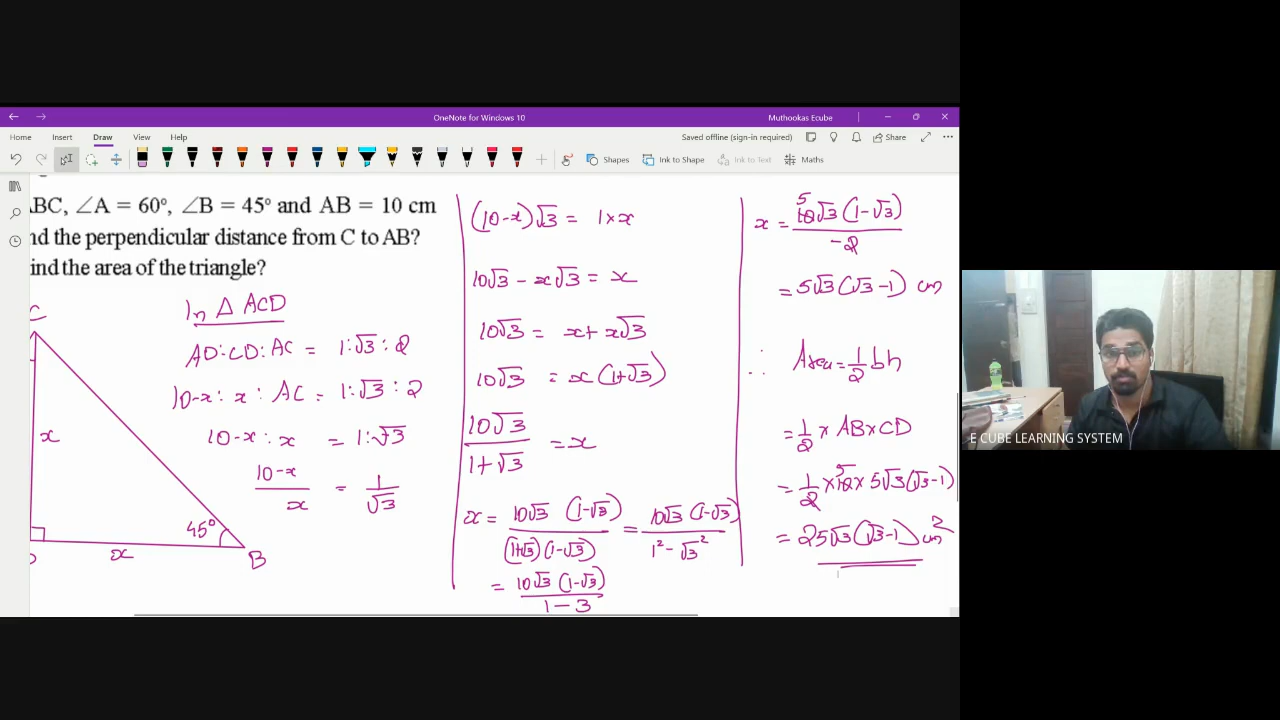 OneNote for Windows 10
Muthookas Ecube
Home Insert Draw View Help
Saved offline (sign-in required)
Share
Shapes
Ink to Shape
Ink to Text
Maths
ABC, ∠A = 60°, ∠B = 45° and AB = 10 cm
nd the perpendicular distance from C to AB?
ind the area of the triangle?
C
x
x
45°
B
In △ ACD
AD:CD:AC = 1:√3:2
10-x : x : AC = 1:√3:2
10-x : x = 1:√3
10-x / x = 1/√3
(10-x)√3 = 1×x
10√3 - x√3 = x
10√3 = x+x√3
10√3 = x(1+√3)
10√3 / 1+√3 = x
x = 10√3 (1-√3) / (1+√3)(1-√3) = 10√3 (1-√3) / 1² - √3²
= 10√3 (1-√3) / 1-3
x = 5 10√3 (1-√3) / -2
= 5√3(√3-1) cm
∴ Area = 1/2 bh
= 1/2 × AB × CD
= 1/2 × 5 10 × 5√3(√3-1)
= 25√3(√3-1) cm²
E CUBE LEARNING SYSTEM